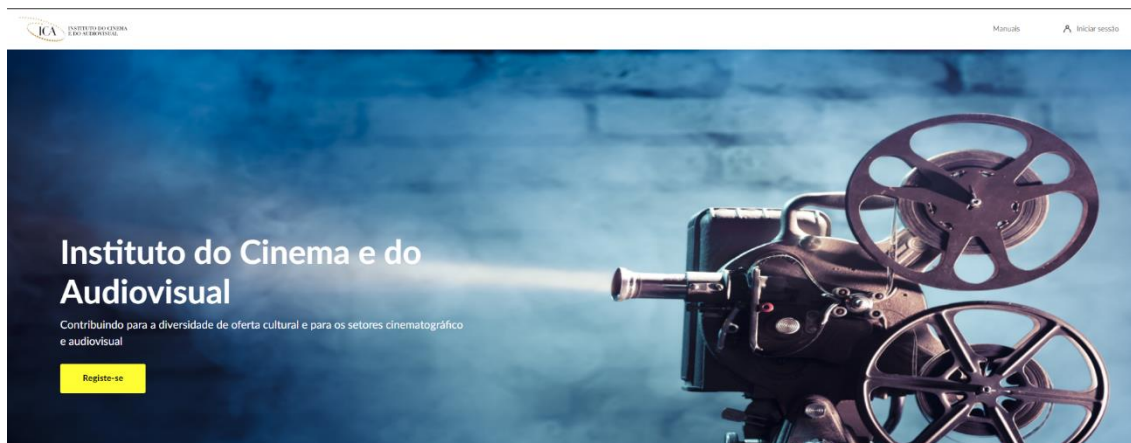 ICA
INSTITUTO DO CINEMA
E DO AUDIOVISUAL
Manuais
Iniciar sessão
Instituto do Cinema e do
Audiovisual
Contribuindo para a diversidade de oferta cultural e para os setores cinematográfico
e audiovisual
Registe-se